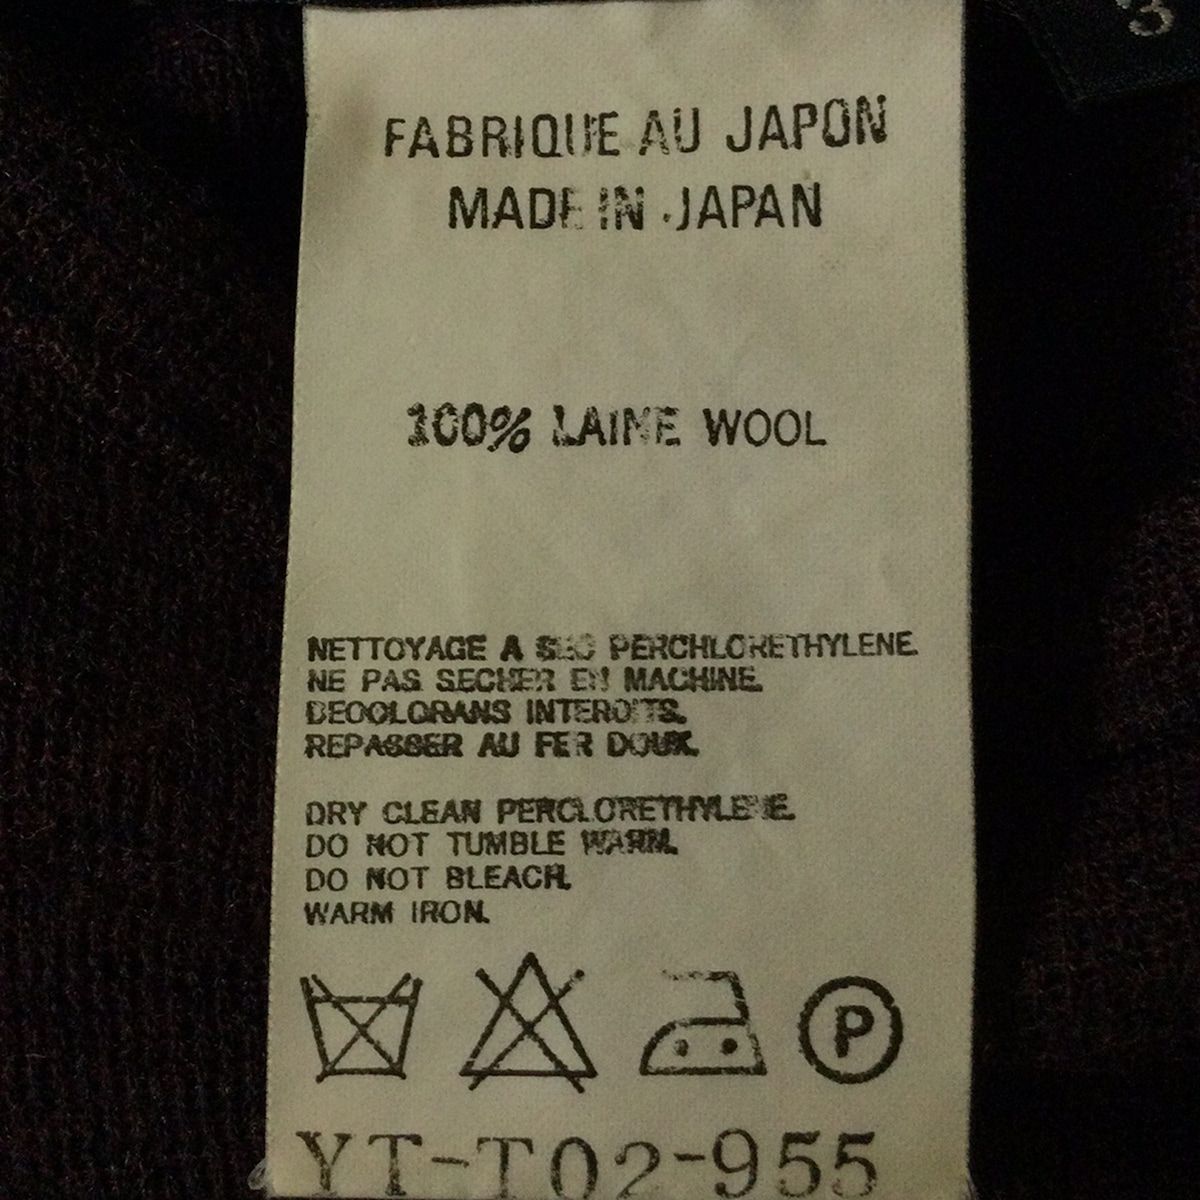 3
FABRIQUE AU JAPON
MADE IN JAPAN
100% LAINE WOOL
NETTOYAGE A SEC PERCHLORETHYLENE.
NE PAS SECHER EN MACHINE.
DECOLORANS INTERDITS.
REPASSER AU FER DOUX.
DRY CLEAN PERCLORETHYLENE.
DO NOT TUMBLE WARM.
DO NOT BLEACH.
WARM IRON.
P
YT-T02-955